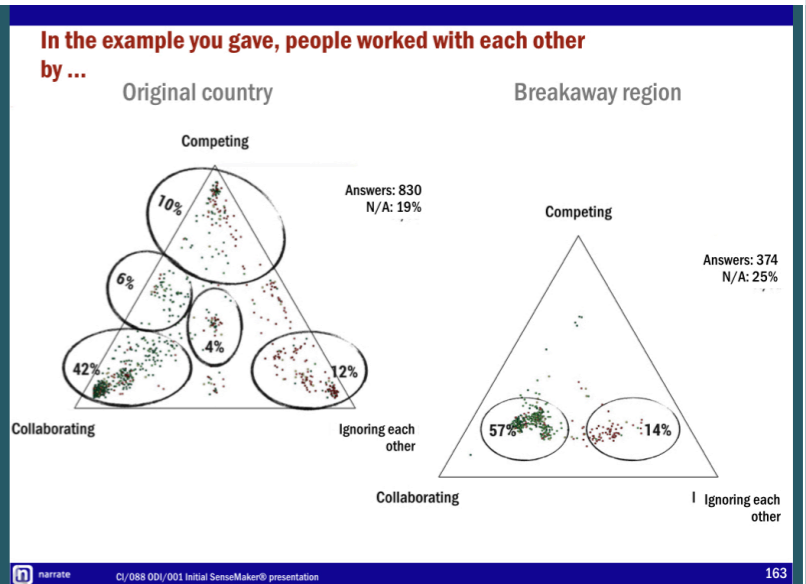 In the example you gave, people worked with each other
by ...
Original country
Breakaway region
Competing
Answers: 830
N/A: 19%
10%
6%
.4%
42%
12%
Collaborating
Ignoring each
other
Competing
Answers: 374
N/A: 25%
57%
14%
Collaborating
Ignoring each
other
n narrate
CI/088 ODI/001 Initial SenseMaker® presentation
163